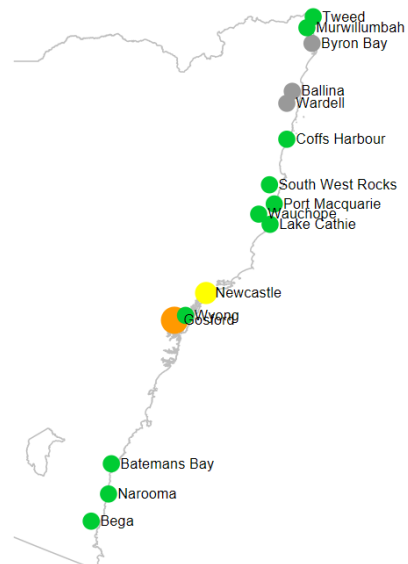 Tweed
Murwillumbah
Byron Bay
Ballina
Wardell
Coffs Harbour
South West Rocks
Port Macquarie
Wauchope
Lake Cathie
Newcastle
Wyong
Gosford
Batemans Bay
Narooma
Bega